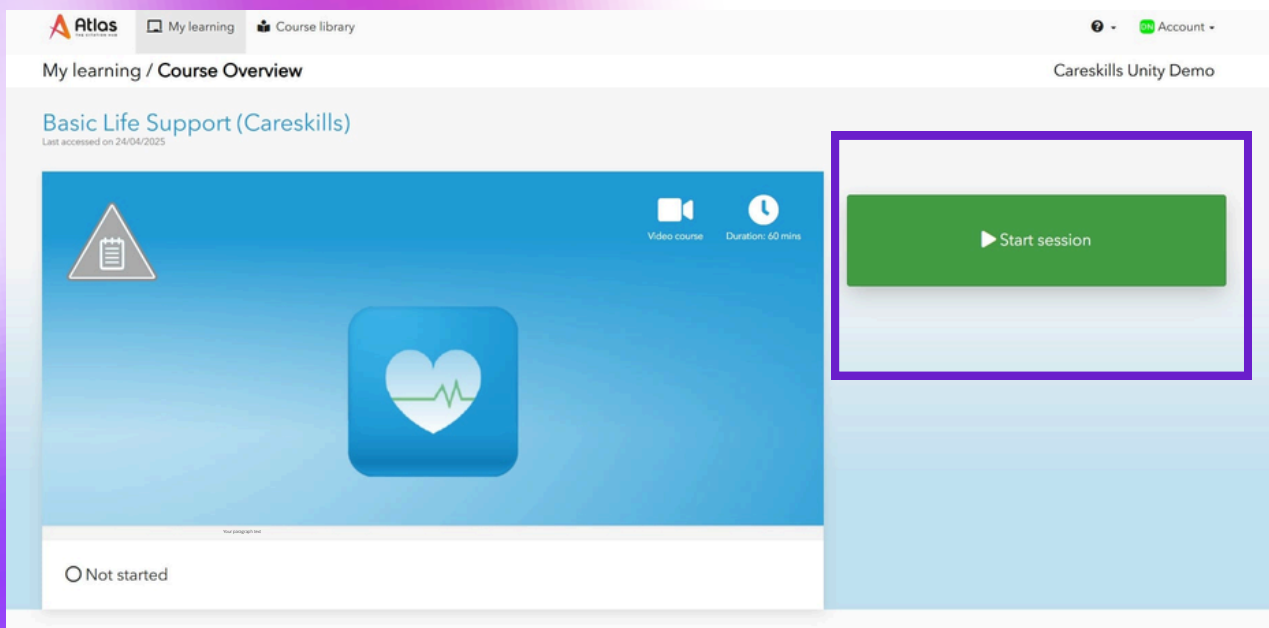 Atlas
My learning
Course library
Account
My learning / Course Overview
Careskills Unity Demo
Basic Life Support (Careskills)
Last accessed on 24/04/2025
Video course
Duration: 60 mins
Start session
Your paragraph text
Not started